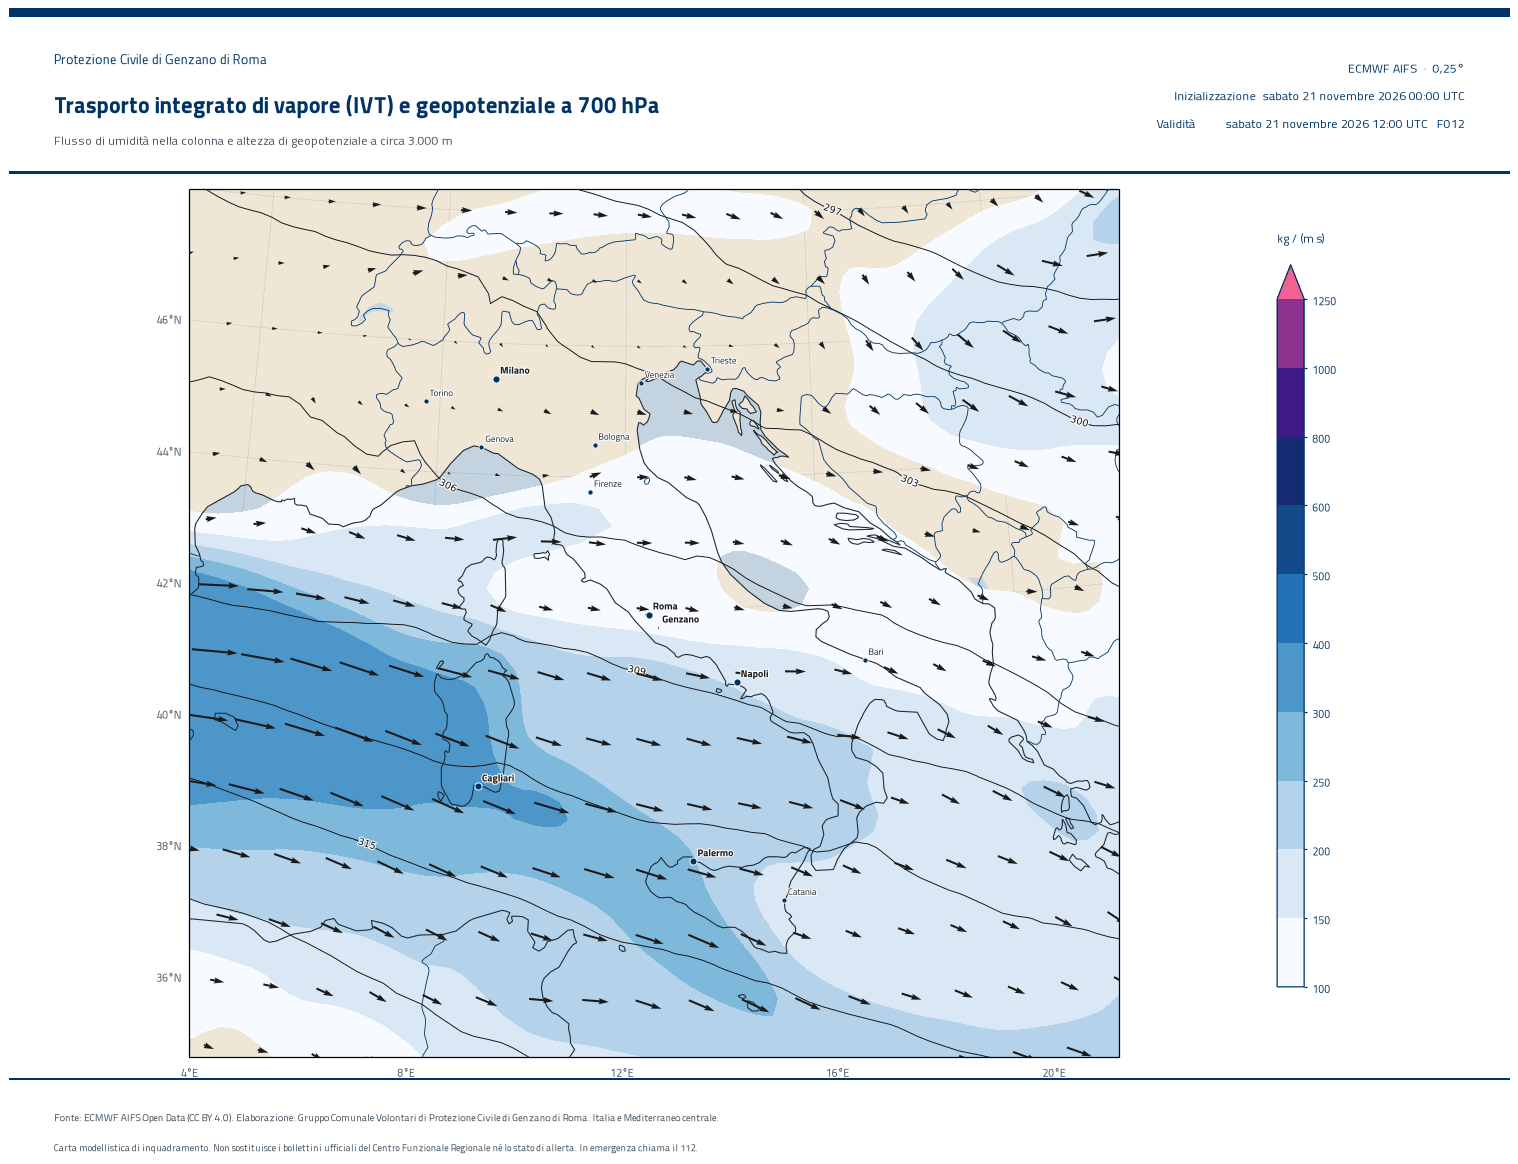 Protezione Civile di Genzano di Roma
Trasporto integrato di vapore (IVT) e geopotenziale a 700 hPa
Flusso di umidità nella colonna e altezza di geopotenziale a circa 3.000 m
ECMWF AIFS · 0,25°
Inizializzazione sabato 21 novembre 2026 00:00 UTC
Validità sabato 21 novembre 2026 12:00 UTC F012
297
kg / (m s)
1250
46°N
Trieste
Milano
Venezia
1000
Torino
300
Genova
Bologna
44°N
800
303
306
Firenze
600
42°N
500
Roma
Genzano
Bari
400
309
Napoli
40°N
300
Cagliari
250
315
38°N
Palermo
200
Catania
150
36°N
100
4°E 8°E 12°E 16°E 20°E
Fonte: ECMWF AIFS Open Data (CC BY 4.0). Elaborazione: Gruppo Comunale Volontari di Protezione Civile di Genzano di Roma. Italia e Mediterraneo centrale.
Carta modellistica di inquadramento. Non sostituisce i bollettini ufficiali del Centro Funzionale Regionale né lo stato di allerta. In emergenza chiama il 112.